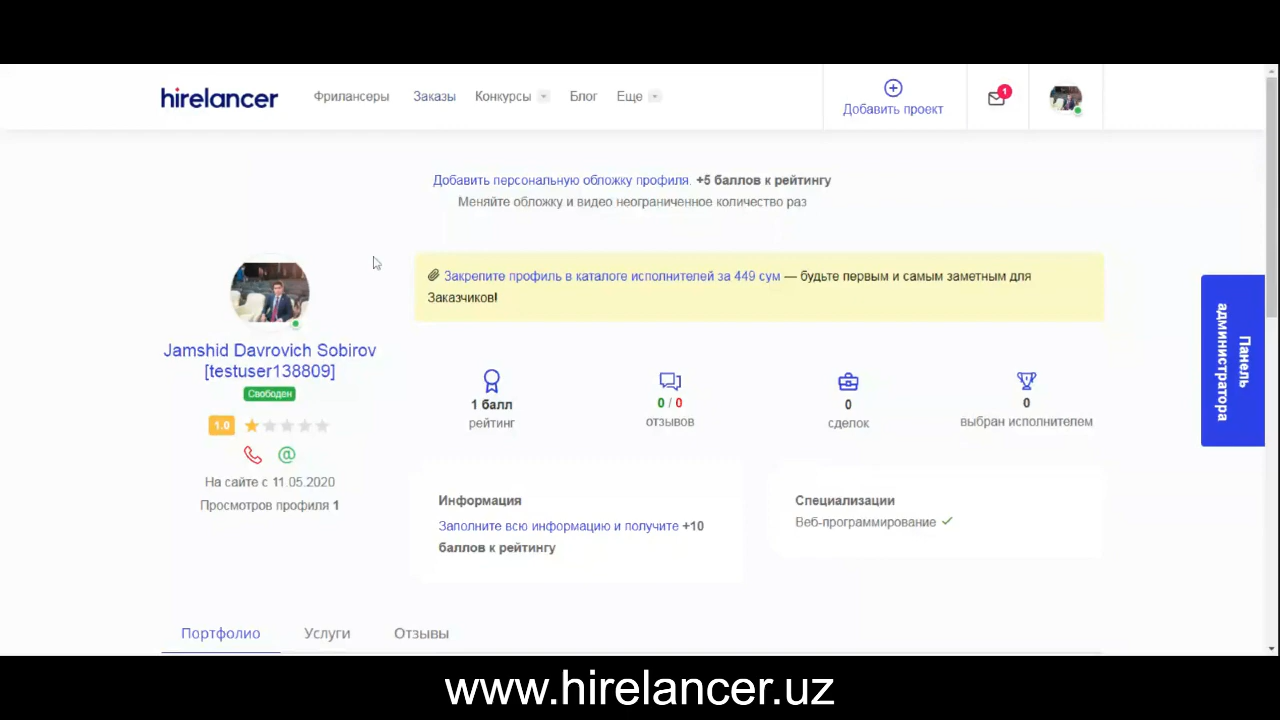 hirelancer
Фрилансеры
Заказы
Конкурсы
Блог
Еще
Добавить проект
1
Добавить персональную обложку профиля. +5 баллов к рейтингу
Меняйте обложку и видео неограниченное количество раз
Закрепите профиль в каталоге исполнителей за 449 сум — будьте первым и самым заметным для
Заказчиков!
Jamshid Davrovich Sobirov
[testuser138809]
Свободен
1.0
На сайте с 11.05.2020
Просмотров профиля 1
1 балл
рейтинг
0 / 0
отзывов
0
сделок
0
выбран исполнителем
Информация
Заполните всю информацию и получите +10
баллов к рейтингу
Специализации
Веб-программирование
Панель
администратора
Портфолио
Услуги
Отзывы
www.hirelancer.uz